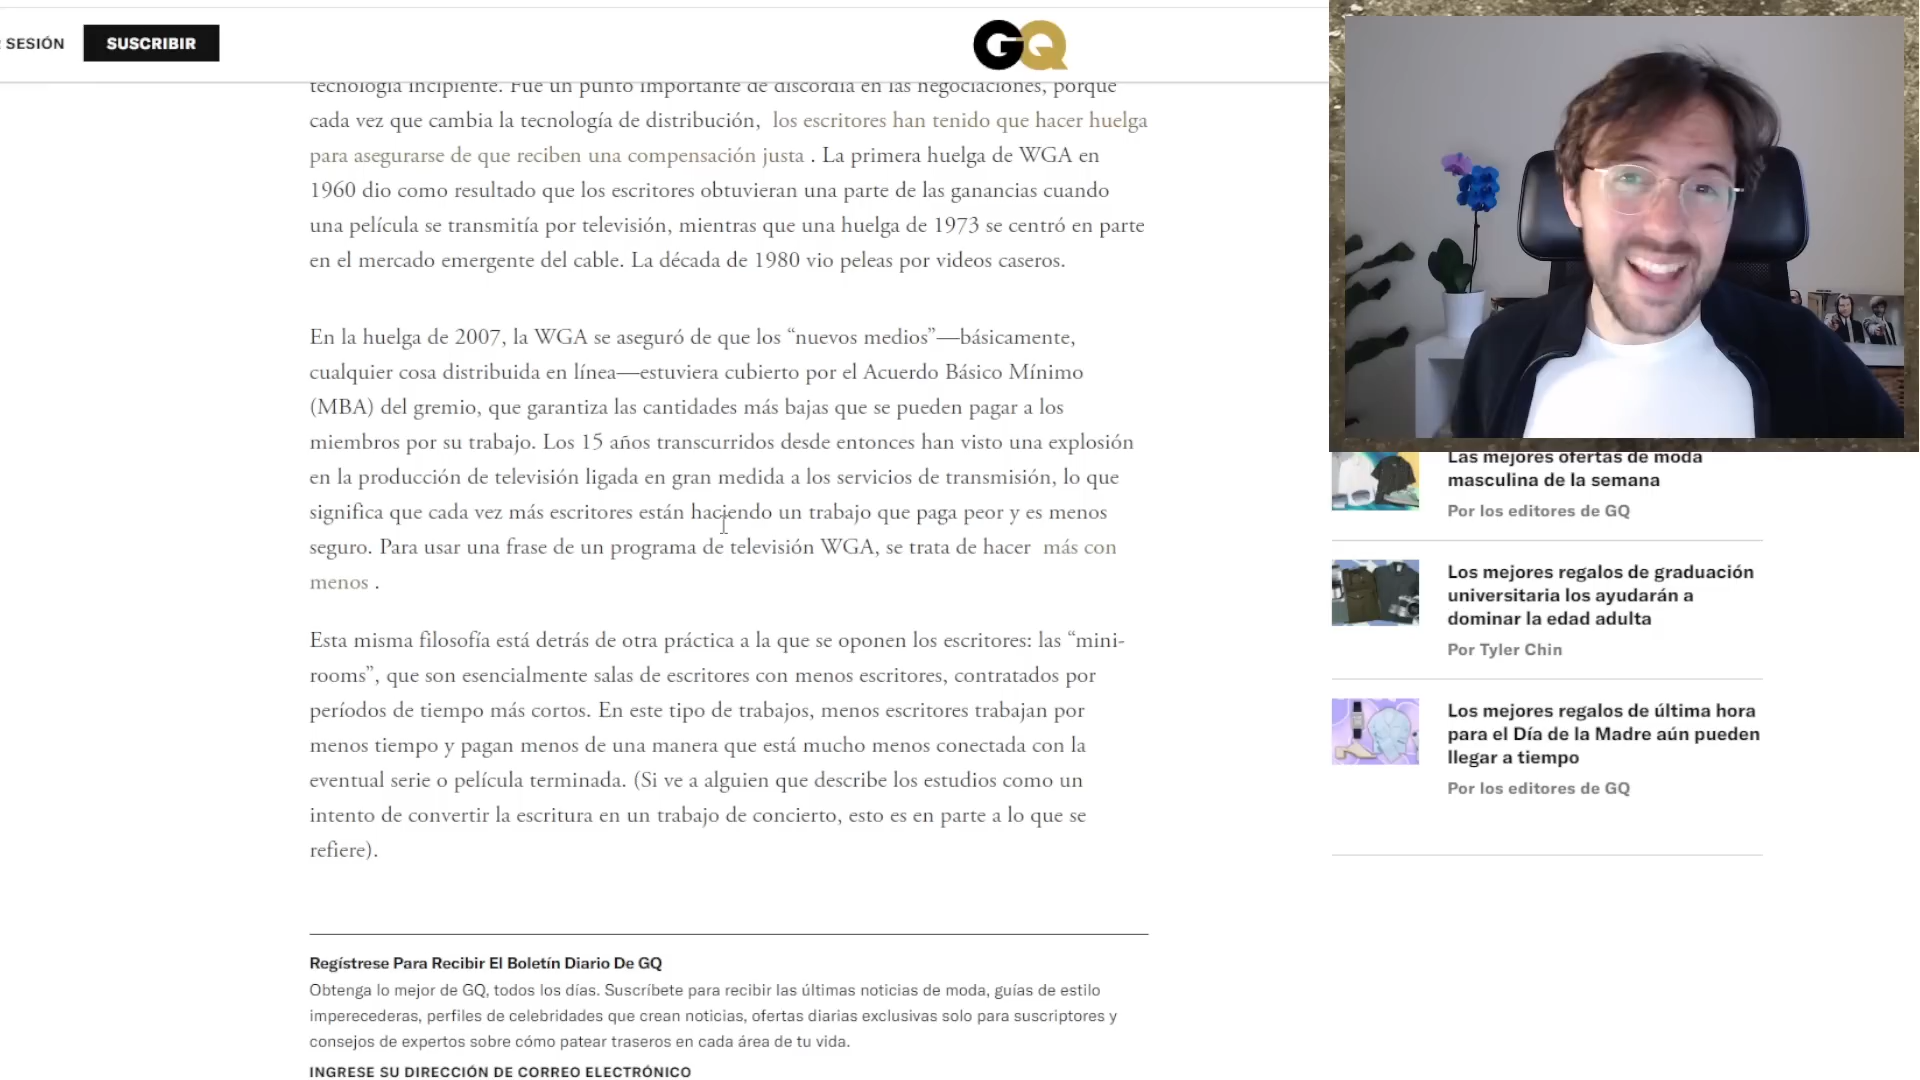 SESIÓN
SUSCRIBIR
GQ
tecnología incipiente. Fue un punto importante de discordia en las negociaciones, porque
cada vez que cambia la tecnología de distribución, los escritores han tenido que hacer huelga
para asegurarse de que reciben una compensación justa . La primera huelga de WGA en
1960 dio como resultado que los escritores obtuvieran una parte de las ganancias cuando
una película se transmitía por televisión, mientras que una huelga de 1973 se centró en parte
en el mercado emergente del cable. La década de 1980 vio peleas por videos caseros.
En la huelga de 2007, la WGA se aseguró de que los “nuevos medios”—básicamente,
cualquier cosa distribuida en línea—estuviera cubierto por el Acuerdo Básico Mínimo
(MBA) del gremio, que garantiza las cantidades más bajas que se pueden pagar a los
miembros por su trabajo. Los 15 años transcurridos desde entonces han visto una explosión
en la producción de televisión ligada en gran medida a los servicios de transmisión, lo que
significa que cada vez más escritores están haciendo un trabajo que paga peor y es menos
seguro. Para usar una frase de un programa de televisión WGA, se trata de hacer más con
menos .
Esta misma filosofía está detrás de otra práctica a la que se oponen los escritores: las “mini-
rooms”, que son esencialmente salas de escritores con menos escritores, contratados por
períodos de tiempo más cortos. En este tipo de trabajos, menos escritores trabajan por
menos tiempo y pagan menos de una manera que está mucho menos conectada con la
eventual serie o película terminada. (Si ve a alguien que describe los estudios como un
intento de convertir la escritura en un trabajo de concierto, esto es en parte a lo que se
refiere).
Regístrese Para Recibir El Boletín Diario De GQ
Obtenga lo mejor de GQ, todos los días. Suscríbete para recibir las últimas noticias de moda, guías de estilo
imperecederas, perfiles de celebridades que crean noticias, ofertas diarias exclusivas solo para suscriptores y
consejos de expertos sobre cómo patear traseros en cada área de tu vida.
INGRESE SU DIRECCIÓN DE CORREO ELECTRÓNICO
Las mejores ofertas de moda
masculina de la semana
Por los editores de GQ
Los mejores regalos de graduación
universitaria los ayudarán a
dominar la edad adulta
Por Tyler Chin
Los mejores regalos de última hora
para el Día de la Madre aún pueden
llegar a tiempo
Por los editores de GQ